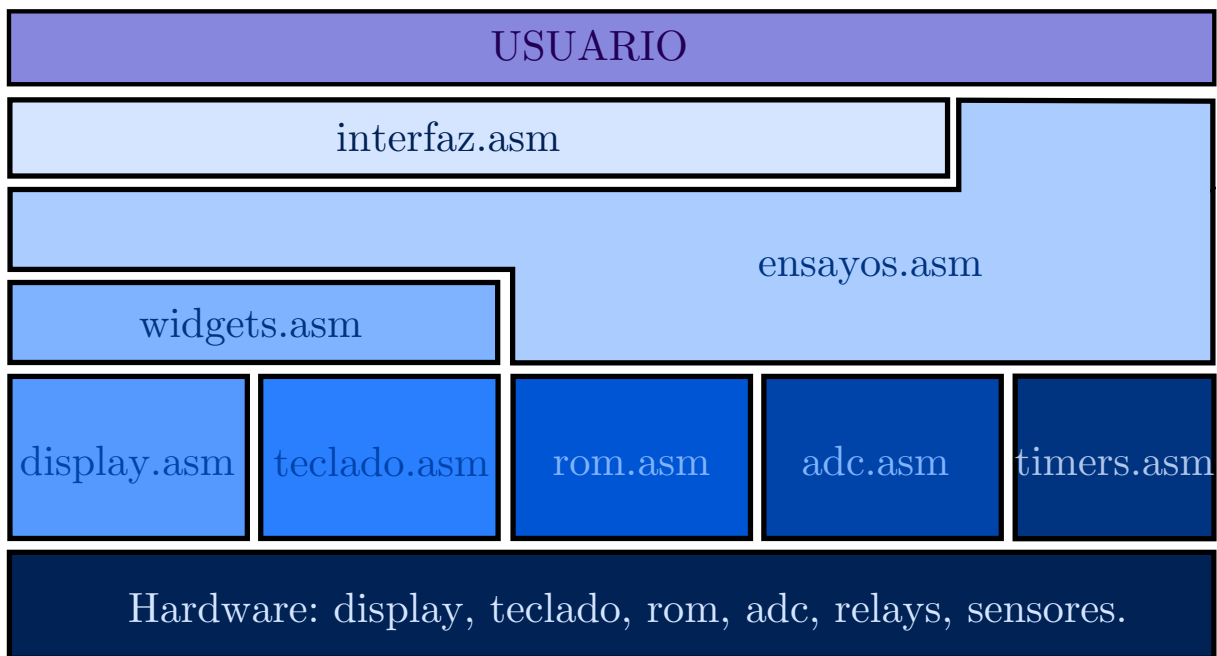 USUARIO
interfaz.asm
ensayos.asm
widgets.asm
display.asm
teclado.asm
rom.asm
adc.asm
timers.asm
Hardware: display, teclado, rom, adc, relays, sensores.